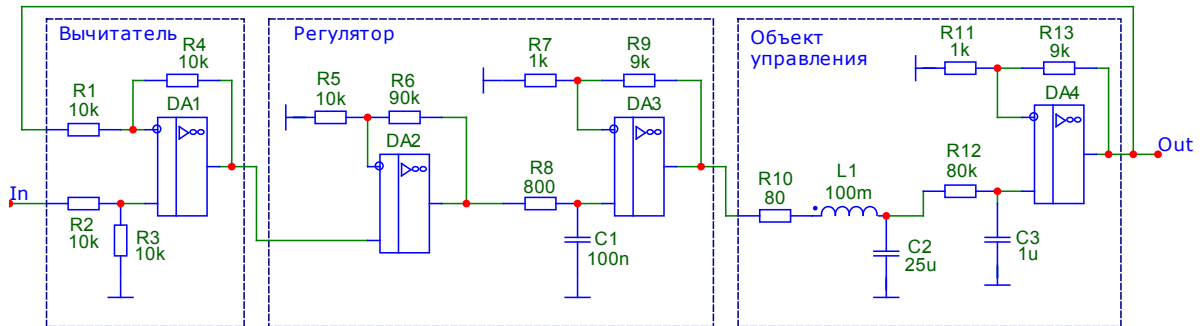 Вычитатель
R4
10k
R1
10k
DA1
▷∞
In
R2
10k
R3
10k
Регулятор
R5
10k
R6
90k
DA2
▷∞
R7
1k
R9
9k
DA3
▷∞
R8
800
C1
100n
Объект
управления
R11
1k
R13
9k
DA4
▷∞
R10
80
L1
100m
R12
80k
C2
25u
C3
1u
Out